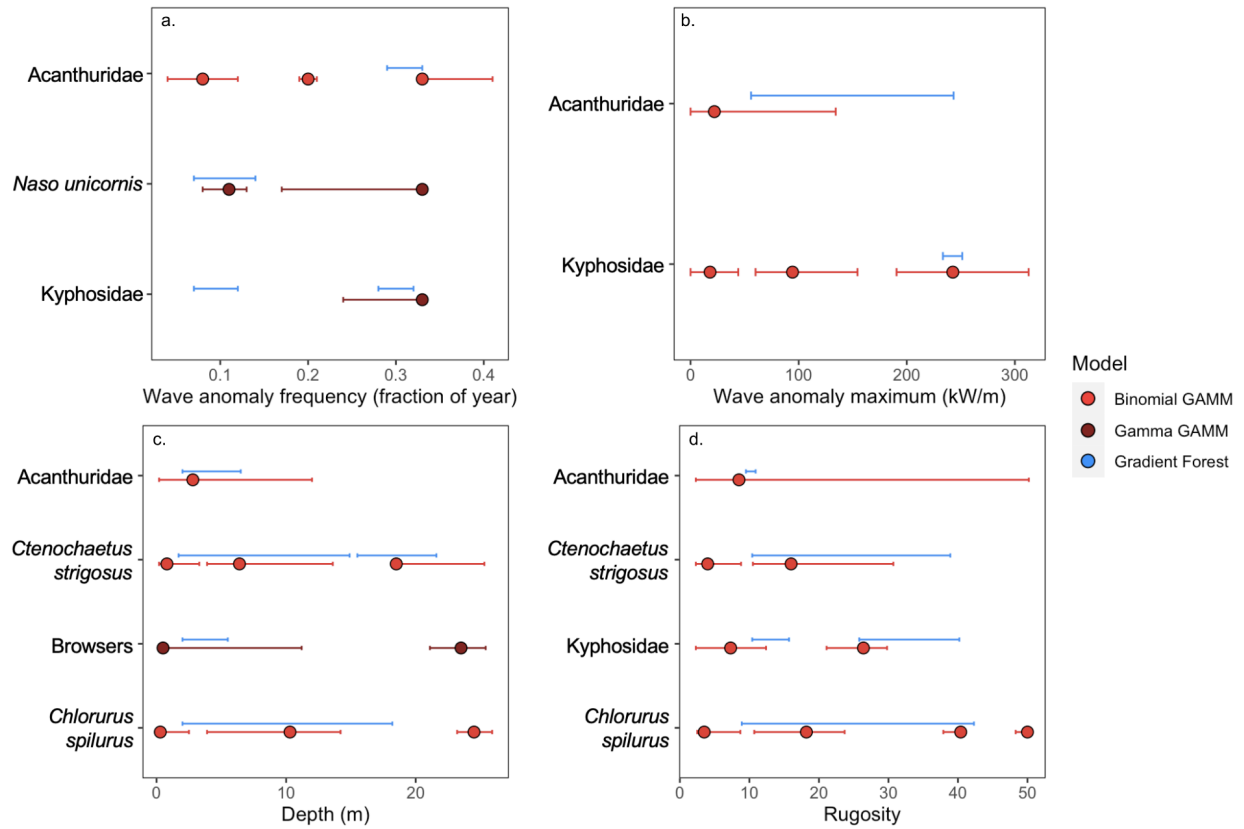 a.
Acanthuridae
Naso unicornis
Kyphosidae
0.1 0.2 0.3 0.4
Wave anomaly frequency (fraction of year)
b.
Acanthuridae
Kyphosidae
0 100 200 300
Wave anomaly maximum (kW/m)
Model
Binomial GAMM
Gamma GAMM
Gradient Forest
c.
Acanthuridae
Ctenochaetus
strigosus
Browsers
Chlorurus
spilurus
0 10 20
Depth (m)
d.
Acanthuridae
Ctenochaetus
strigosus
Kyphosidae
Chlorurus
spilurus
0 10 20 30 40 50
Rugosity